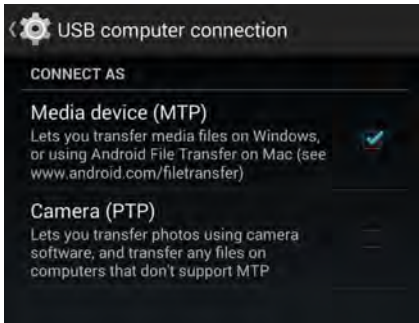 USB computer connection
CONNECT AS
Media device (MTP)
Lets you transfer media files on Windows,
or using Android File Transfer on Mac (see
www.android.com/filetransfer)
Camera (PTP)
Lets you transfer photos using camera
software, and transfer any files on
computers that don't support MTP